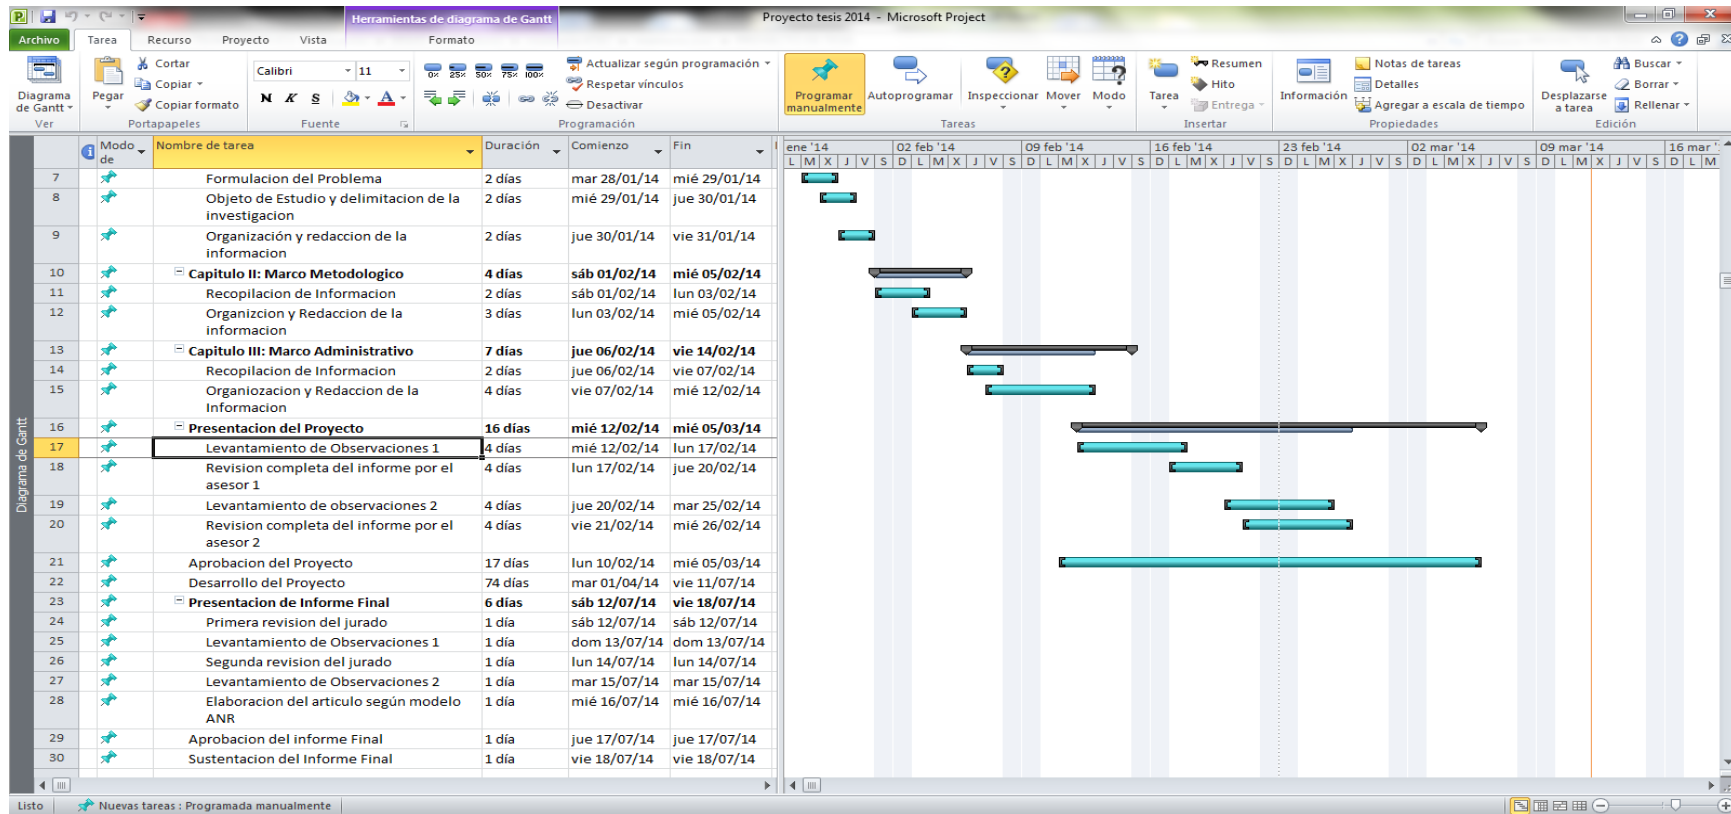 Herramientas de diagrama de Gantt
Proyecto tesis 2014 - Microsoft Project
Archivo Tarea Recurso Proyecto Vista Formato
Diagrama de Gantt
Ver
Pegar
Cortar
Copiar
Copiar formato
Portapapeles
Calibri 11
N K S A
Fuente
0% 25% 50% 75% 100%
Actualizar según programación
Respetar vínculos
Desactivar
Programación
Programar manualmente
Autoprogramar
Inspeccionar
Mover
Modo
Tareas
Tarea
Resumen
Hito
Entrega
Insertar
Información
Notas de tareas
Detalles
Agregar a escala de tiempo
Propiedades
Desplazarse a tarea
Buscar
Borrar
Rellenar
Edición
Modo de Nombre de tarea Duración Comienzo Fin
ene '14 02 feb '14 09 feb '14 16 feb '14 23 feb '14 02 mar '14 09 mar '14 16 mar '
L M X J V S D L M X J V S D L M X J V S D L M X J V S D L M X J V S D L M X J V S D L M X J V S D L M
7 Formulacion del Problema 2 días mar 28/01/14 mié 29/01/14
8 Objeto de Estudio y delimitacion de la investigacion 2 días mié 29/01/14 jue 30/01/14
9 Organización y redaccion de la informacion 2 días jue 30/01/14 vie 31/01/14
10 Capitulo II: Marco Metodologico 4 días sáb 01/02/14 mié 05/02/14
11 Recopilacion de Informacion 2 días sáb 01/02/14 lun 03/02/14
12 Organizcion y Redaccion de la informacion 3 días lun 03/02/14 mié 05/02/14
13 Capitulo III: Marco Administrativo 7 días jue 06/02/14 vie 14/02/14
14 Recopilacion de Informacion 2 días jue 06/02/14 vie 07/02/14
15 Organiozacion y Redaccion de la Informacion 4 días vie 07/02/14 mié 12/02/14
16 Presentacion del Proyecto 16 días mié 12/02/14 mié 05/03/14
17 Levantamiento de Observaciones 1 4 días mié 12/02/14 lun 17/02/14
18 Revision completa del informe por el asesor 1 4 días lun 17/02/14 jue 20/02/14
19 Levantamiento de observaciones 2 4 días jue 20/02/14 mar 25/02/14
20 Revision completa del informe por el asesor 2 4 días vie 21/02/14 mié 26/02/14
21 Aprobacion del Proyecto 17 días lun 10/02/14 mié 05/03/14
22 Desarrollo del Proyecto 74 días mar 01/04/14 vie 11/07/14
23 Presentacion de Informe Final 6 días sáb 12/07/14 vie 18/07/14
24 Primera revision del jurado 1 día sáb 12/07/14 sáb 12/07/14
25 Levantamiento de Observaciones 1 1 día dom 13/07/14 dom 13/07/14
26 Segunda revision del jurado 1 día lun 14/07/14 lun 14/07/14
27 Levantamiento de Observaciones 2 1 día mar 15/07/14 mar 15/07/14
28 Elaboracion del articulo según modelo ANR 1 día mié 16/07/14 mié 16/07/14
29 Aprobacion del informe Final 1 día jue 17/07/14 jue 17/07/14
30 Sustentacion del Informe Final 1 día vie 18/07/14 vie 18/07/14
Diagrama de Gantt
Listo Nuevas tareas : Programada manualmente